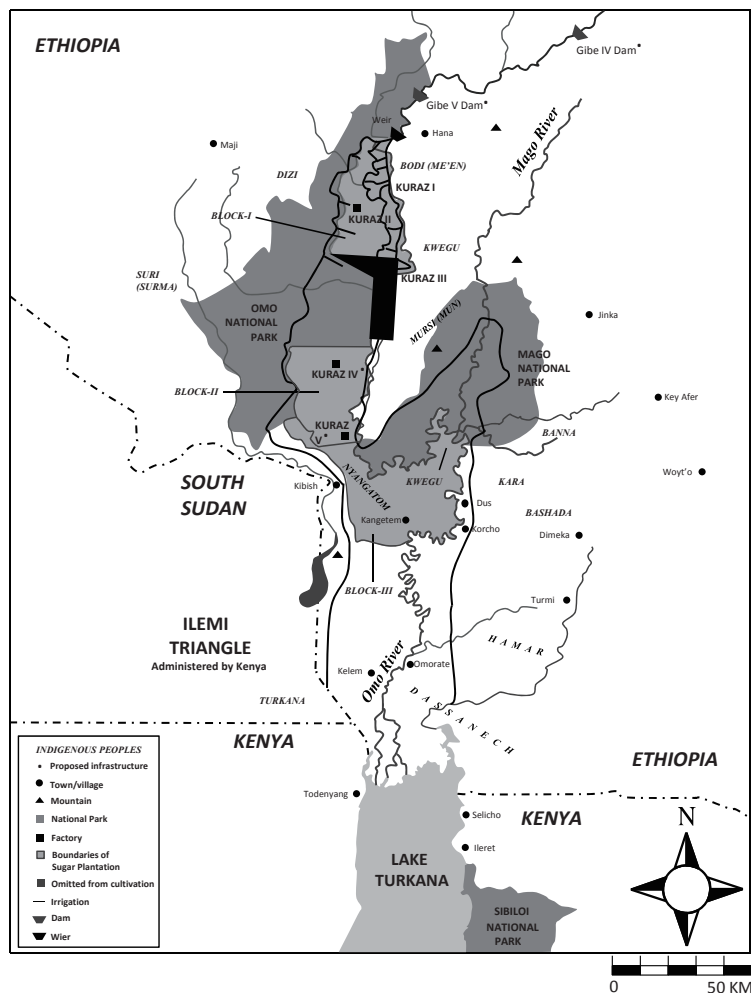 ETHIOPIA
Gibe IV Dam*
Gibe V Dam*
Weir
Hana
Mago River
Maji
BODI (ME'EN)
DIZI
KURAZ I
BLOCK-I
KURAZ II
KWEGU
SURI
(SURMA)
KURAZ III
OMO
NATIONAL
PARK
MURSI (MUN)
Jinka
MAGO
NATIONAL
PARK
KURAZ IV*
BLOCK-II
Key Afer
KURAZ
V*
BANNA
SOUTH
SUDAN
NYANGATOM
KWEGU
KARA
Woyt'o
Kibish
Dus
Kangetem
BASHADA
Korcho
Dimeka
BLOCK-III
Turmi
ILEMI
TRIANGLE
Administered by Kenya
HAMAR
Omo River
Kelem
Omorate
TURKANA
DASSANECH
KENYA
ETHIOPIA
INDIGENOUS PEOPLES
* Proposed infrastructure
Town/village
Mountain
National Park
Factory
Boundaries of
Sugar Plantation
Omitted from cultivation
Irrigation
Dam
Wier
Todenyang
Selicho
KENYA
Ileret
LAKE
TURKANA
SIBILOI
NATIONAL
PARK
N
0 50 KM